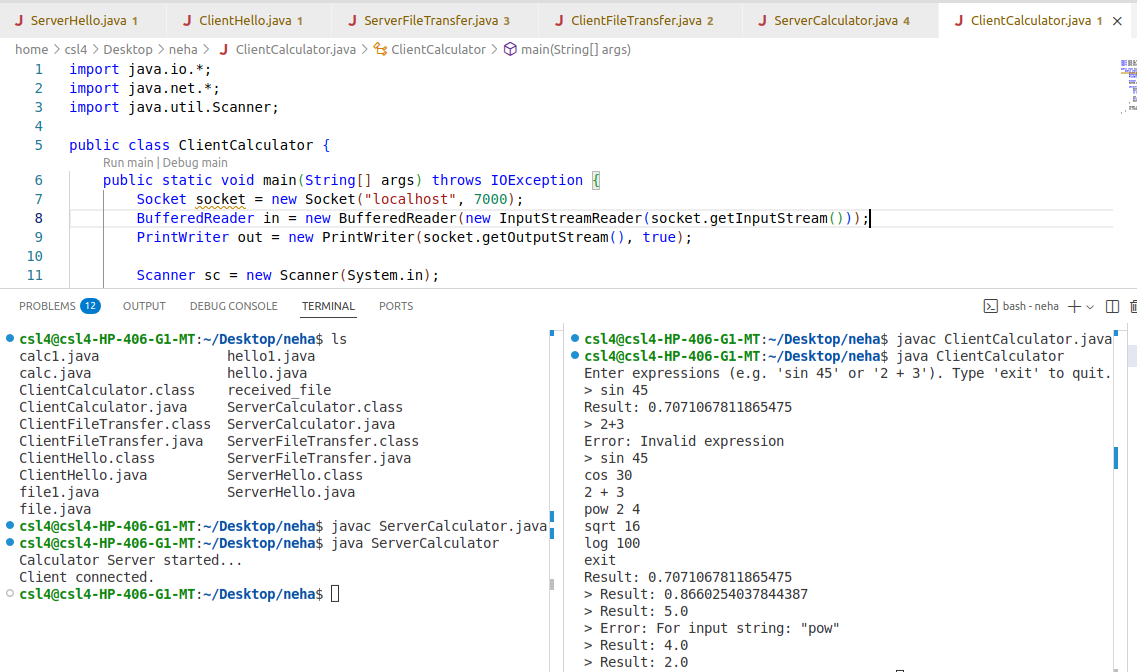 J ServerHello.java 1 J ClientHello.java 1 J ServerFileTransfer.java 3 J ClientFileTransfer.java 2 J ServerCalculator.java 4 J ClientCalculator.java 1 ×
home > csl4 > Desktop > neha > J ClientCalculator.java > ClientCalculator > main(String[] args)
1 import java.io.*;
2 import java.net.*;
3 import java.util.Scanner;
4
5 public class ClientCalculator {
Run main | Debug main
6 public static void main(String[] args) throws IOException {
7 Socket socket = new Socket("localhost", 7000);
8 BufferedReader in = new BufferedReader(new InputStreamReader(socket.getInputStream()));
9 PrintWriter out = new PrintWriter(socket.getOutputStream(), true);
10
11 Scanner sc = new Scanner(System.in);
PROBLEMS 12 OUTPUT DEBUG CONSOLE TERMINAL PORTS bash - neha
csl4@csl4-HP-406-G1-MT:~/Desktop/neha$ ls
calc1.java hello1.java
calc.java hello.java
ClientCalculator.class received_file
ClientCalculator.java ServerCalculator.class
ClientFileTransfer.class ServerCalculator.java
ClientFileTransfer.java ServerFileTransfer.class
ClientHello.class ServerFileTransfer.java
ClientHello.java ServerHello.class
file1.java ServerHello.java
file.java
csl4@csl4-HP-406-G1-MT:~/Desktop/neha$ javac ServerCalculator.java
csl4@csl4-HP-406-G1-MT:~/Desktop/neha$ java ServerCalculator
Calculator Server started...
Client connected.
csl4@csl4-HP-406-G1-MT:~/Desktop/neha$
csl4@csl4-HP-406-G1-MT:~/Desktop/neha$ javac ClientCalculator.java
csl4@csl4-HP-406-G1-MT:~/Desktop/neha$ java ClientCalculator
Enter expressions (e.g. 'sin 45' or '2 + 3'). Type 'exit' to quit.
> sin 45
Result: 0.7071067811865475
> 2+3
Error: Invalid expression
> sin 45
cos 30
2 + 3
pow 2 4
sqrt 16
log 100
exit
Result: 0.7071067811865475
> Result: 0.8660254037844387
> Result: 5.0
> Error: For input string: "pow"
> Result: 4.0
> Result: 2.0